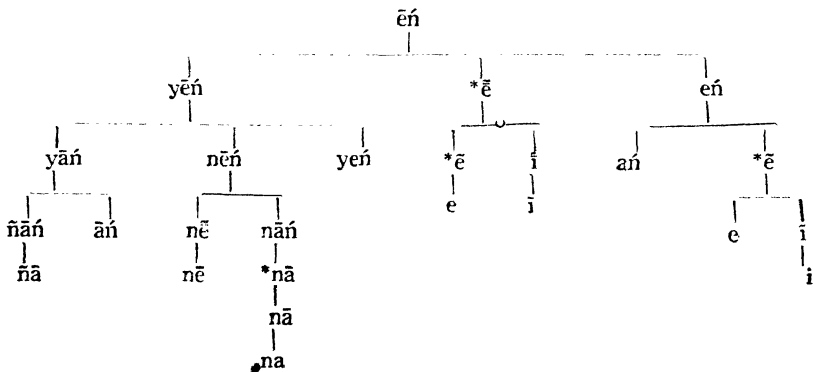 ēń
yēń *ē̃ eń
yāń nēń yeń *ẽ ī̃ ań *ẽ
ñāń āń nē̃ nāń e ī e ĩ
ñā̃ nē *nā̃ i
nā
na